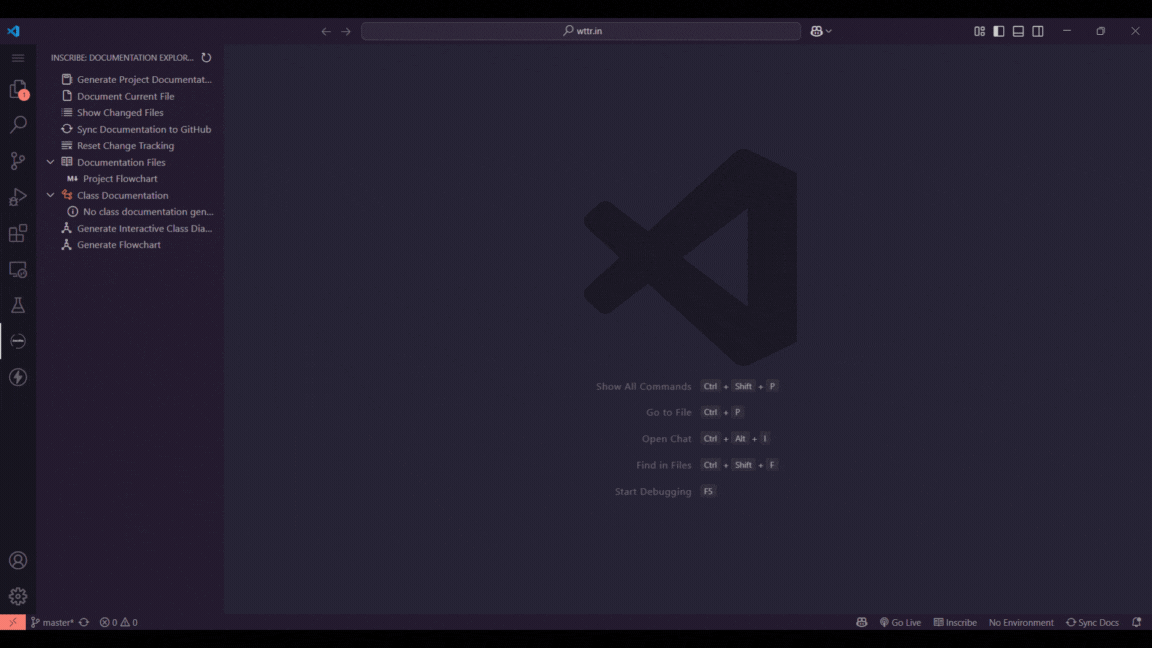 wttr.in
INSCRIBE: DOCUMENTATION EXPLOR...
Generate Project Documentat...
Document Current File
Show Changed Files
Sync Documentation to GitHub
Reset Change Tracking
Documentation Files
M↓ Project Flowchart
Class Documentation
No class documentation gen...
Generate Interactive Class Dia...
Generate Flowchart
1
Show All Commands Ctrl + Shift + P
Go to File Ctrl + P
Open Chat Ctrl + Alt + I
Find in Files Ctrl + Shift + F
Start Debugging F5
master* 0 0 Go Live Inscribe No Environment Sync Docs